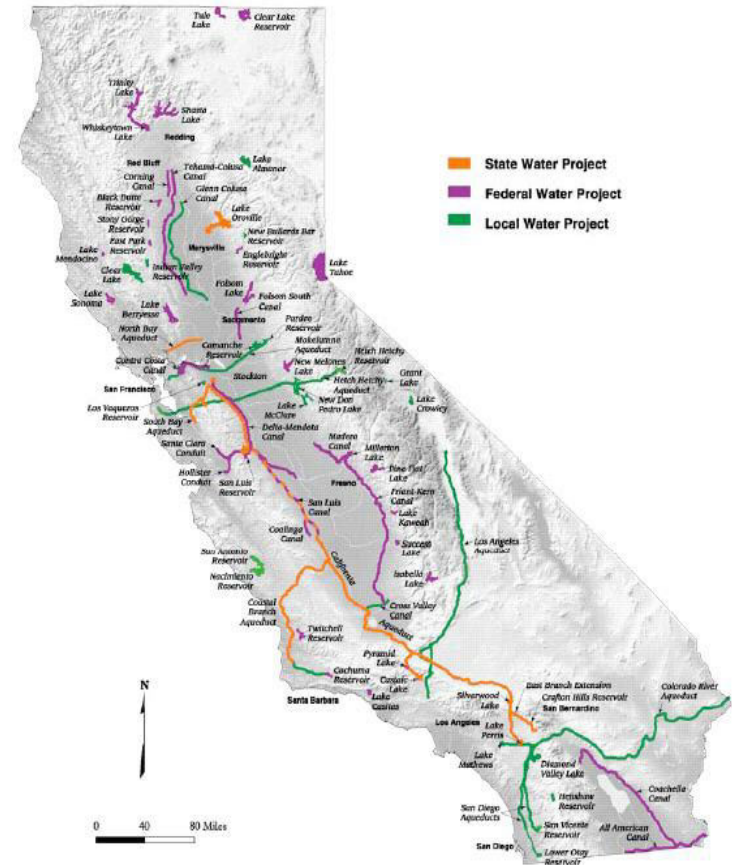 Tule
Lake
Clear Lake
Reservoir
Trinity
Lake
Shasta
Lake
Whiskeytown
Lake
Redding
Red Bluff
Tehama-Colusa
Canal
Lake
Almanor
Corning
Canal
Glenn Colusa
Canal
Black Butte
Reservoir
Lake
Oroville
Stony Gorge
Reservoir
New Bullards Bar
Reservoir
East Park
Reservoir
Marysville
Lake
Mendocino
Englebright
Reservoir
Clear
Lake
Indian Valley
Reservoir
Lake
Tahoe
Lake
Sonoma
Lake
Berryessa
Folsom
Lake
Folsom South
Canal
Sacramento
Pardee
Reservoir
North Bay
Aqueduct
Camanche
Reservoir
Mokelumne
Aqueduct
Hetch Hetchy
Reservoir
Contra Costa
Canal
New Melones
Lake
Grant
Lake
Stockton
Hetch Hetchy
Aqueduct
San Francisco
New Don
Pedro Lake
Lake
Crowley
Los Vaqueros
Reservoir
Lake
McClure
South Bay
Aqueduct
Delta-Mendota
Canal
Santa Clara
Conduit
Madera
Canal
Millerton
Lake
Hollister
Conduit
San Luis
Reservoir
Fresno
Pine Flat
Lake
Friant-Kern
Canal
San Luis
Canal
Lake
Kaweah
Coalinga
Canal
Success
Lake
Los Angeles
Aqueduct
San Antonio
Reservoir
California
Isabella
Lake
Nacimiento
Reservoir
Coastal
Branch
Aqueduct
Cross Valley
Canal
Aqueduct
Twitchell
Reservoir
Pyramid
Lake
Cachuma
Reservoir
Castaic
Lake
East Branch Extension
Crafton Hills Reservoir
Silverwood
Lake
San Bernardino
Colorado River
Aqueduct
Santa Barbara
Lake
Casitas
Los Angeles
Lake
Perris
Lake
Mathews
Diamond
Valley Lake
Coachella
Canal
Henshaw
Reservoir
San Diego
Aqueducts
San Vicente
Reservoir
All American
Canal
San Diego
Lower Otay
Reservoir
State Water Project
Federal Water Project
Local Water Project
N
0 40 80 Miles